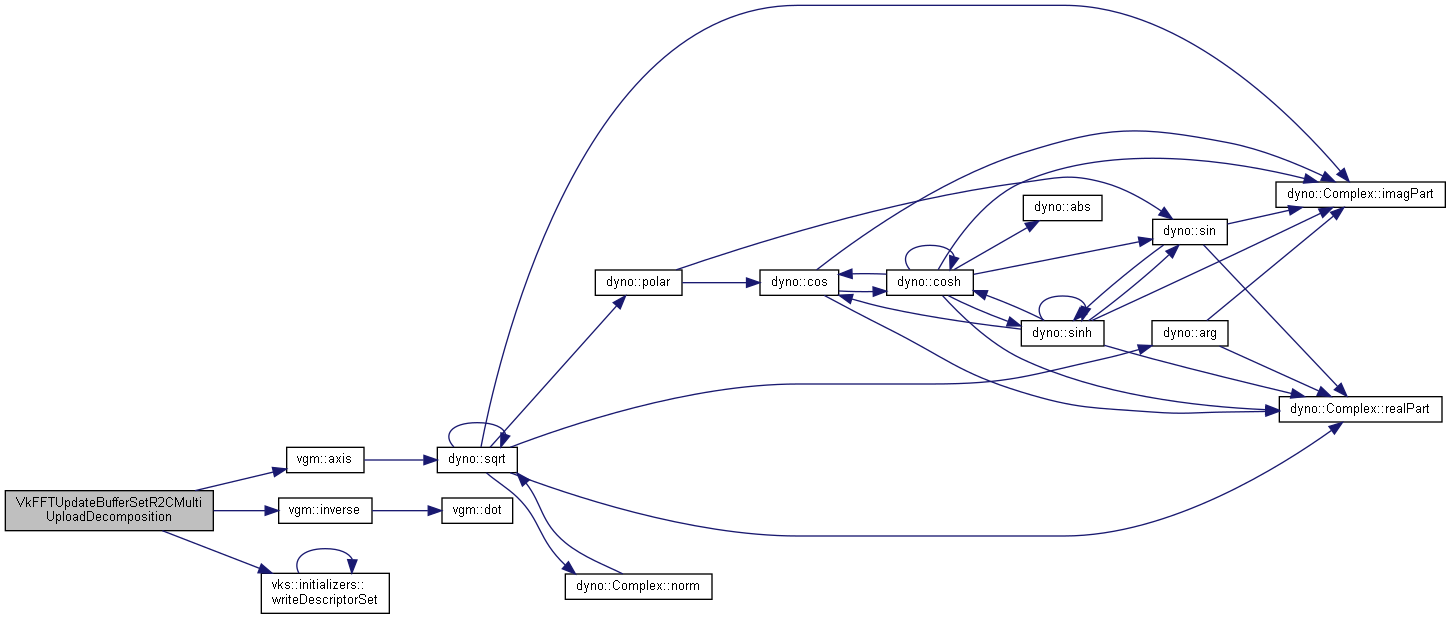 VkFFTUpdateBufferSetR2CMulti
UploadDecomposition
vgm::axis
vgm::inverse
vks::initializers::
writeDescriptorSet
dyno::sqrt
vgm::dot
dyno::polar
dyno::Complex::norm
dyno::cos
dyno::cosh
dyno::abs
dyno::sinh
dyno::sin
dyno::arg
dyno::Complex::imagPart
dyno::Complex::realPart